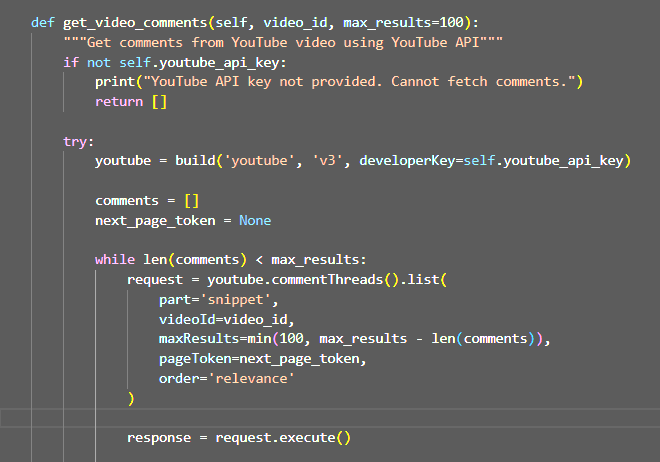 def get_video_comments(self, video_id, max_results=100):
    """Get comments from YouTube video using YouTube API"""
    if not self.youtube_api_key:
        print("YouTube API key not provided. Cannot fetch comments.")
        return []

    try:
        youtube = build('youtube', 'v3', developerKey=self.youtube_api_key)

        comments = []
        next_page_token = None

        while len(comments) < max_results:
            request = youtube.commentThreads().list(
                part='snippet',
                videoId=video_id,
                maxResults=min(100, max_results - len(comments)),
                pageToken=next_page_token,
                order='relevance'
            )

            response = request.execute()